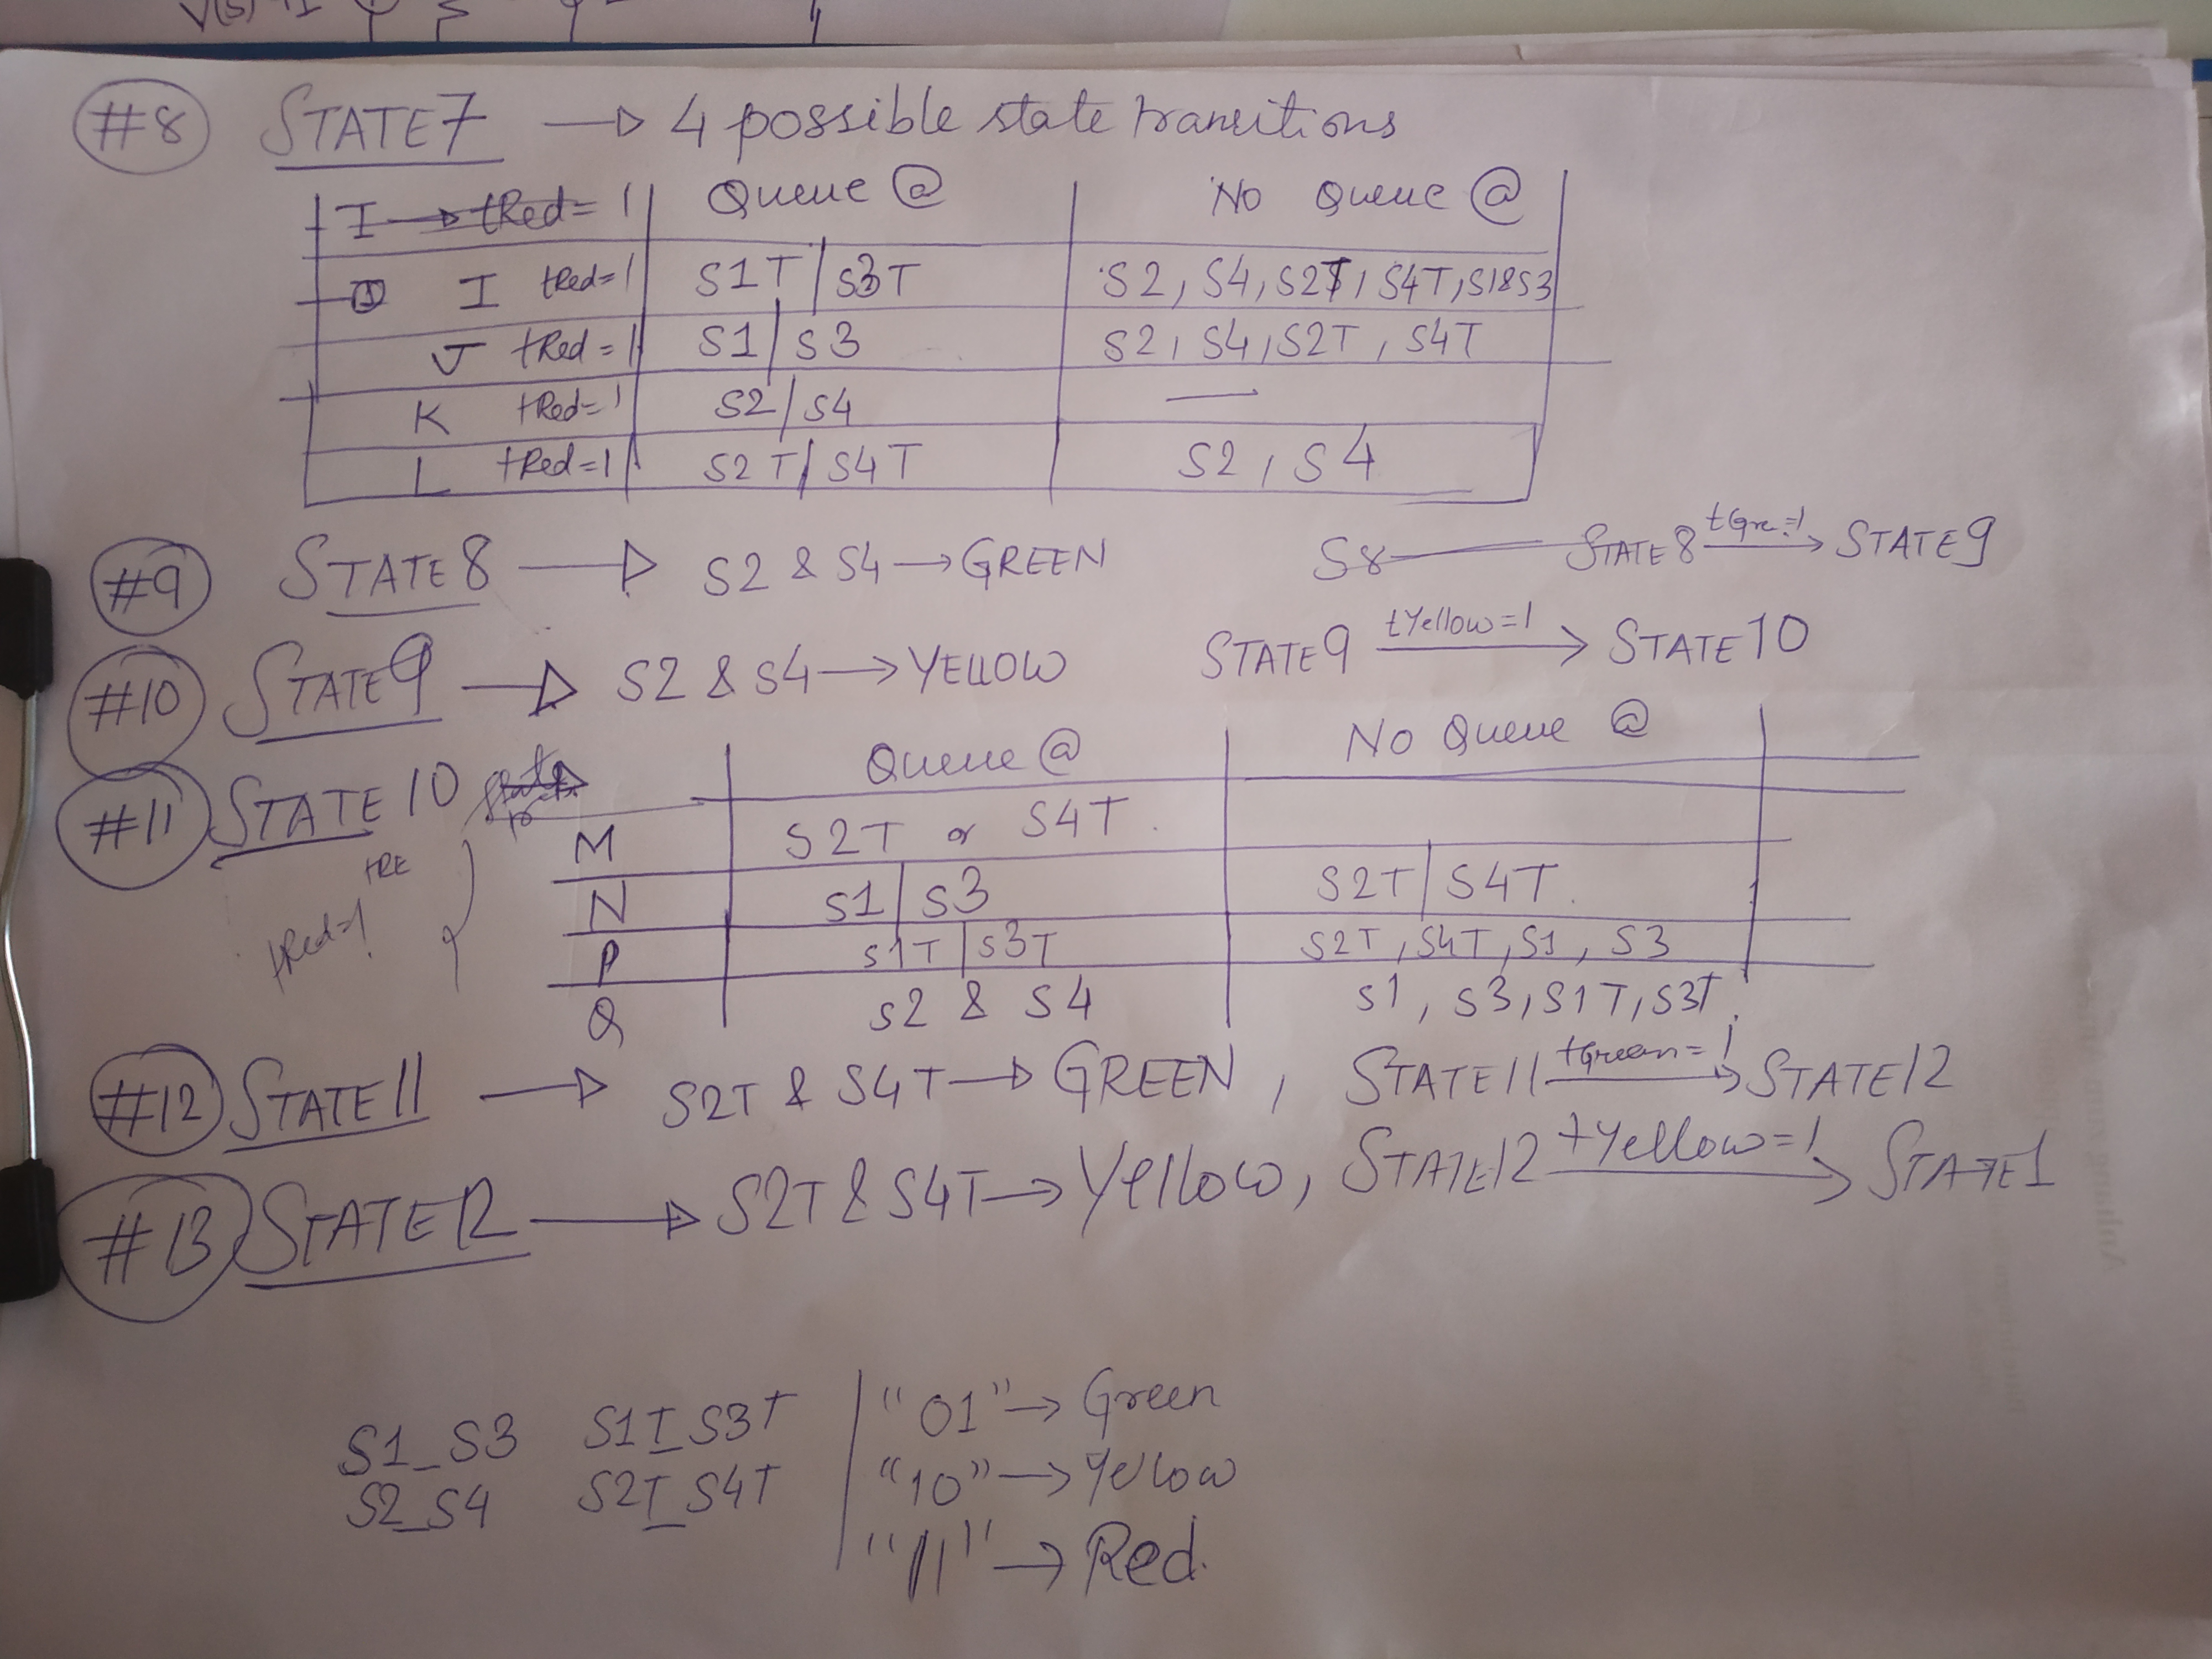 V(s)
#8 STATE7 → 4 possible state transitions
I → tRed=1 Queue @ No Queue @
I tRed=1 S1T / S3T S2, S4, S2T, S4T, S1&S3
J tRed=1 S1 / S3 S2, S4, S2T, S4T
K tRed=1 S2 / S4 —
L tRed=1 S2T / S4T S2, S4
#9 STATE8 → S2 & S4 → GREEN S8 STATE8 tGre.=1 → STATE9
#10 STATE9 → S2 & S4 → YELLOW STATE9 tYellow=1 → STATE10
#11 STATE10 Queue @ No Queue @
M S2T or S4T.
tRE
N S1 / S3 S2T / S4T.
tRed=1
P S1T / S3T S2T, S4T, S1, S3
Q S2 & S4 S1, S3, S1T, S3T.
#12 STATE11 → S2T & S4T → GREEN, STATE11 tGreen=1 → STATE12
#13 STATE12 → S2T & S4T → Yellow, STATE12 tYellow=1 → STATE1
S1_S3 S1T_S3T "01" → Green
S2_S4 S2T_S4T "10" → Yellow
"11" → Red.